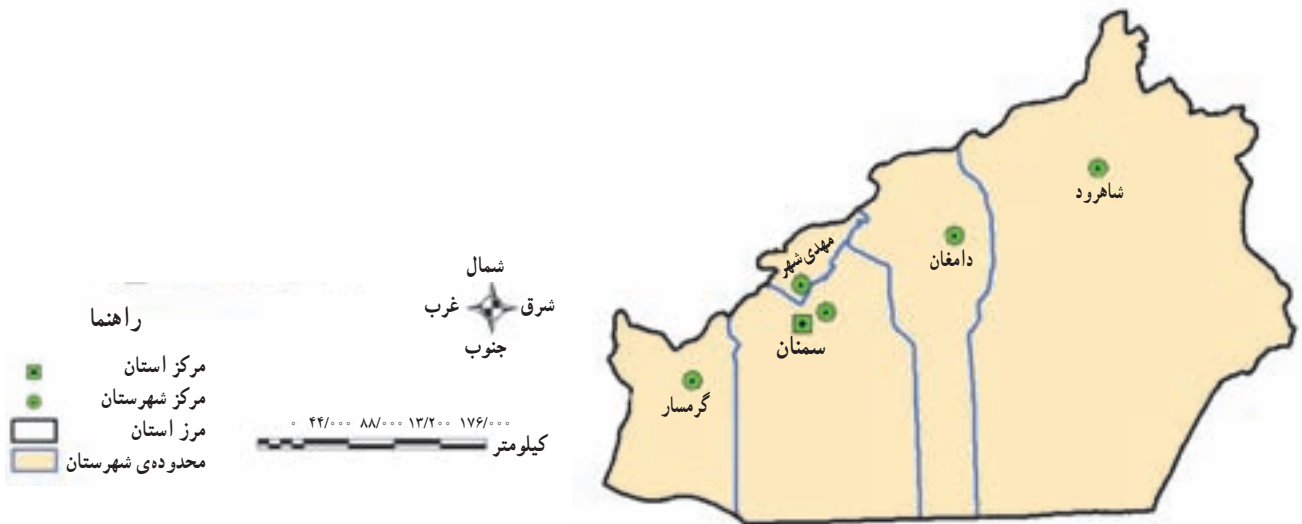 شاهرود
دامغان
مهدی‌شهر
سمنان
گرمسار
شمال
شرق
غرب
جنوب
راهنما
مرکز استان
مرکز شهرستان
مرز استان
محدوده‌ی شهرستان
۰ ۴۴/۰۰۰ ۸۸/۰۰۰ ۱۳/۲۰۰ ۱۷۶/۰۰۰
کیلومتر